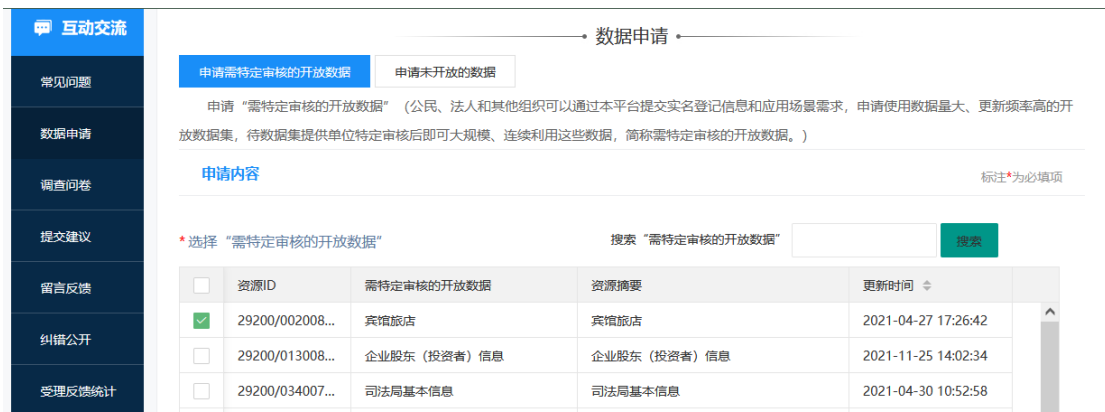 互动交流
常见问题
数据申请
调查问卷
提交建议
留言反馈
纠错公开
受理反馈统计
数据申请
申请需特定审核的开放数据 申请未开放的数据
申请“需特定审核的开放数据”（公民、法人和其他组织可以通过本平台提交实名登记信息和应用场景需求，申请使用数据量大、更新频率高的开
放数据集，待数据集提供单位特定审核后即可大规模、连续利用这些数据，简称需特定审核的开放数据。）
申请内容 标注*为必填项
*选择“需特定审核的开放数据” 搜索“需特定审核的开放数据” 搜索
资源ID 需特定审核的开放数据 资源摘要 更新时间
29200/002008... 宾馆旅店 宾馆旅店 2021-04-27 17:26:42
29200/013008... 企业股东（投资者）信息 企业股东（投资者）信息 2021-11-25 14:02:34
29200/034007... 司法局基本信息 司法局基本信息 2021-04-30 10:52:58